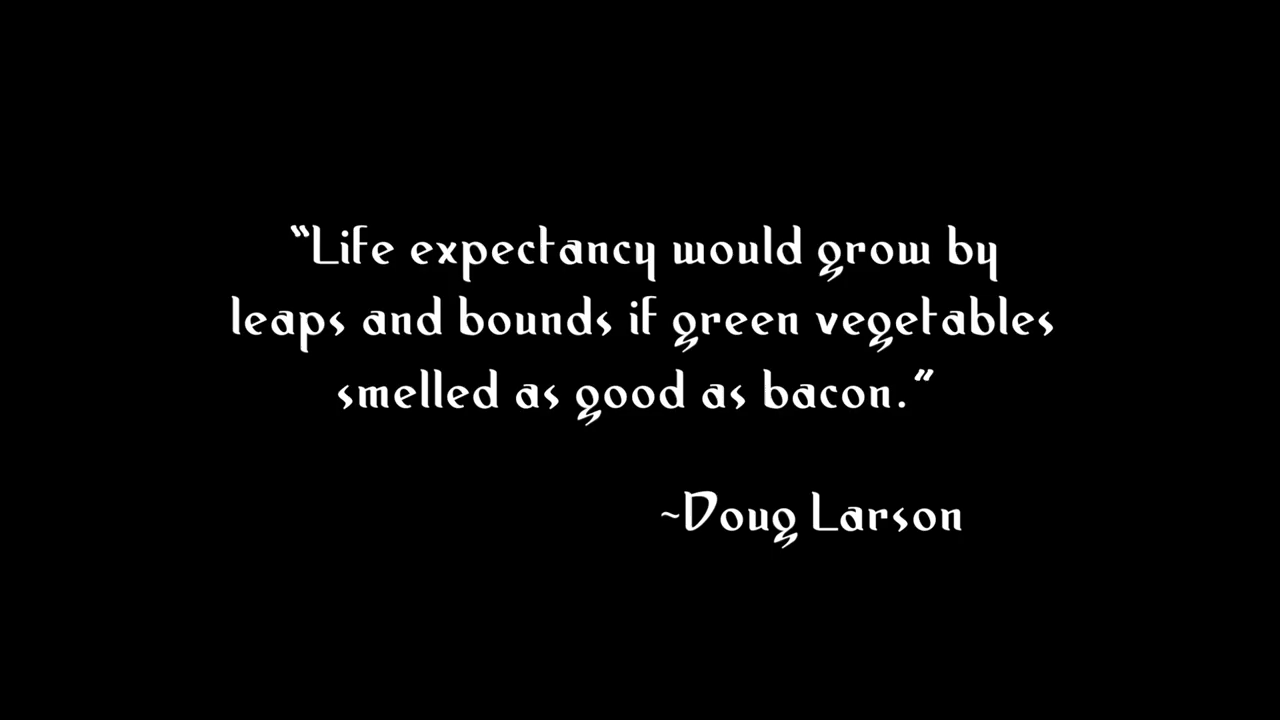 "Life expectancy would grow by
leaps and bounds if green vegetables
smelled as good as bacon."
~Doug Larson